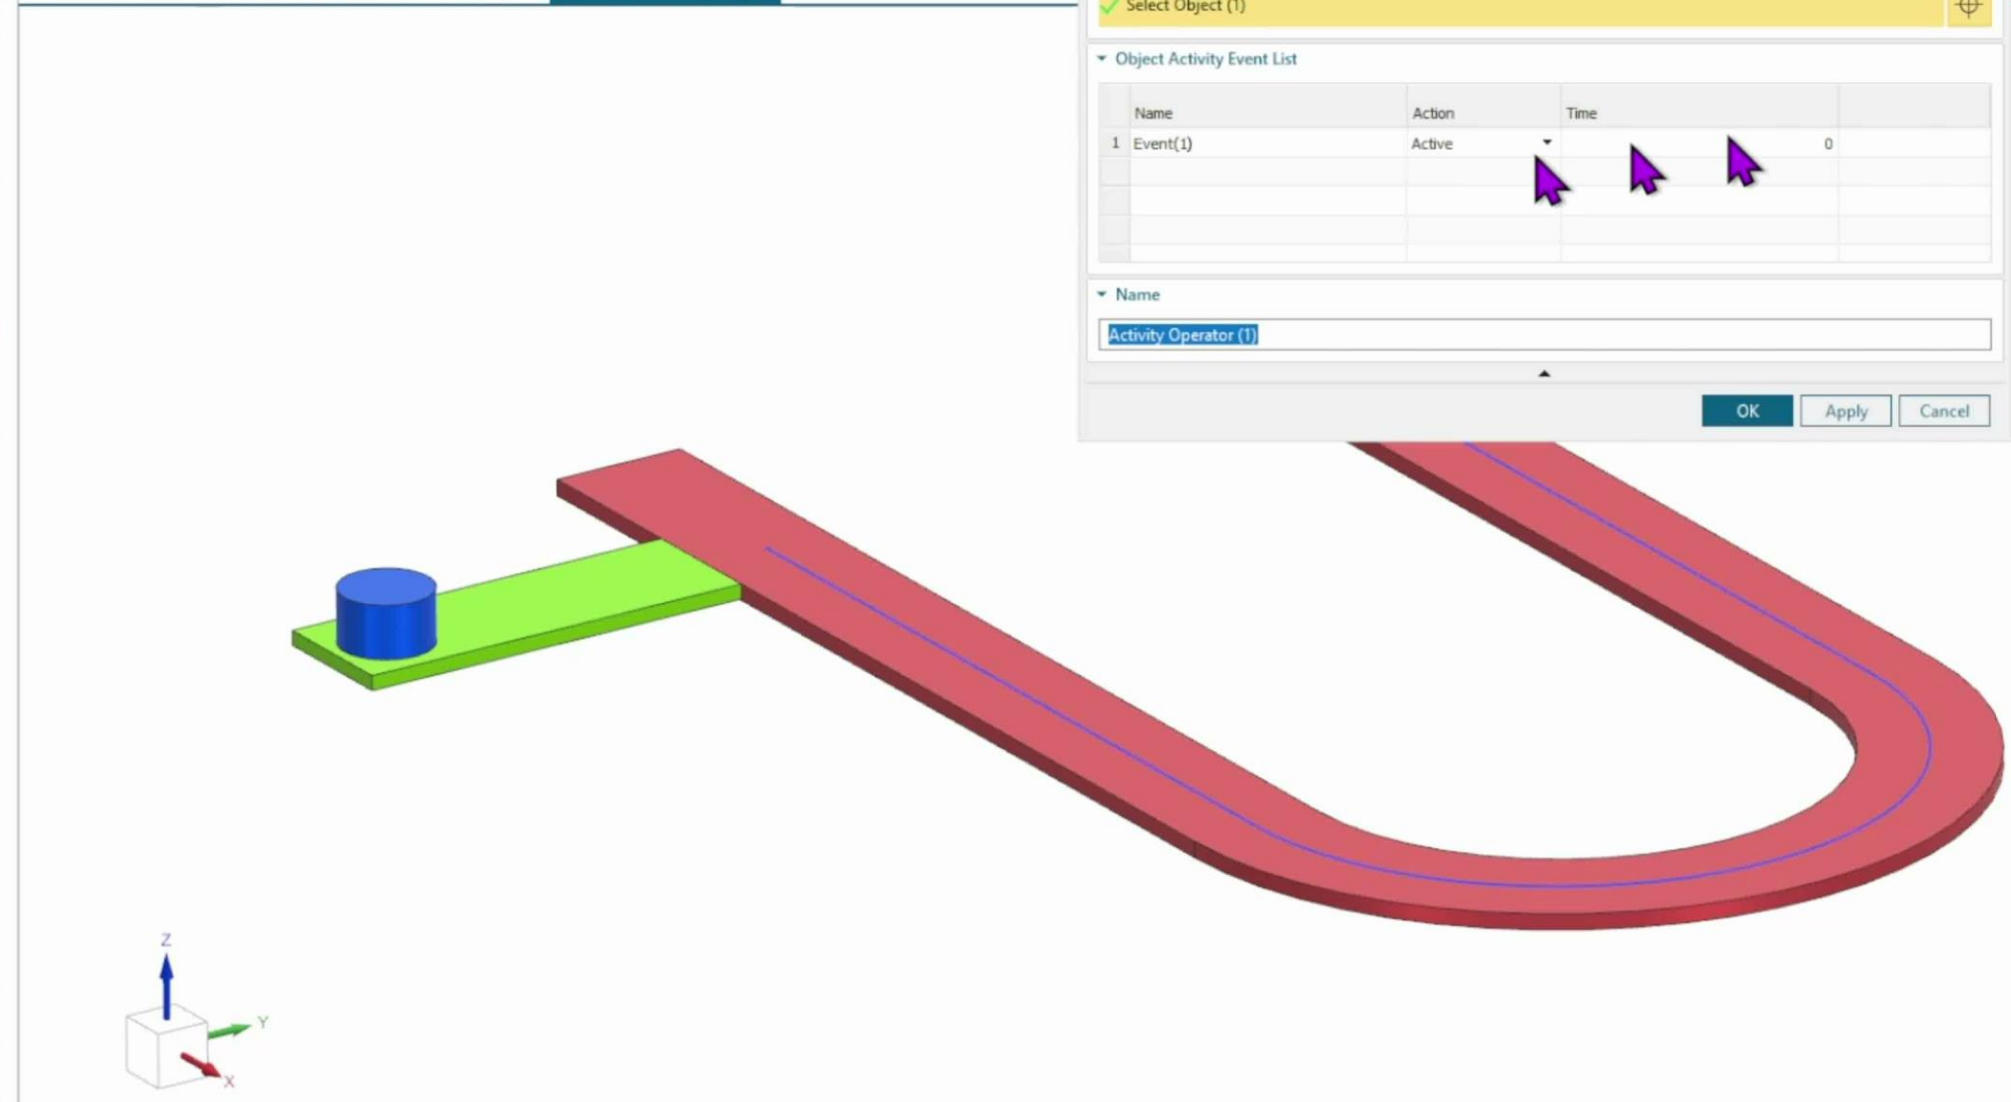 Select Object (1)
Object Activity Event List
Name Action Time
1 Event(1) Active 0
Name
Activity Operator (1)
OK Apply Cancel
Z
Y
X